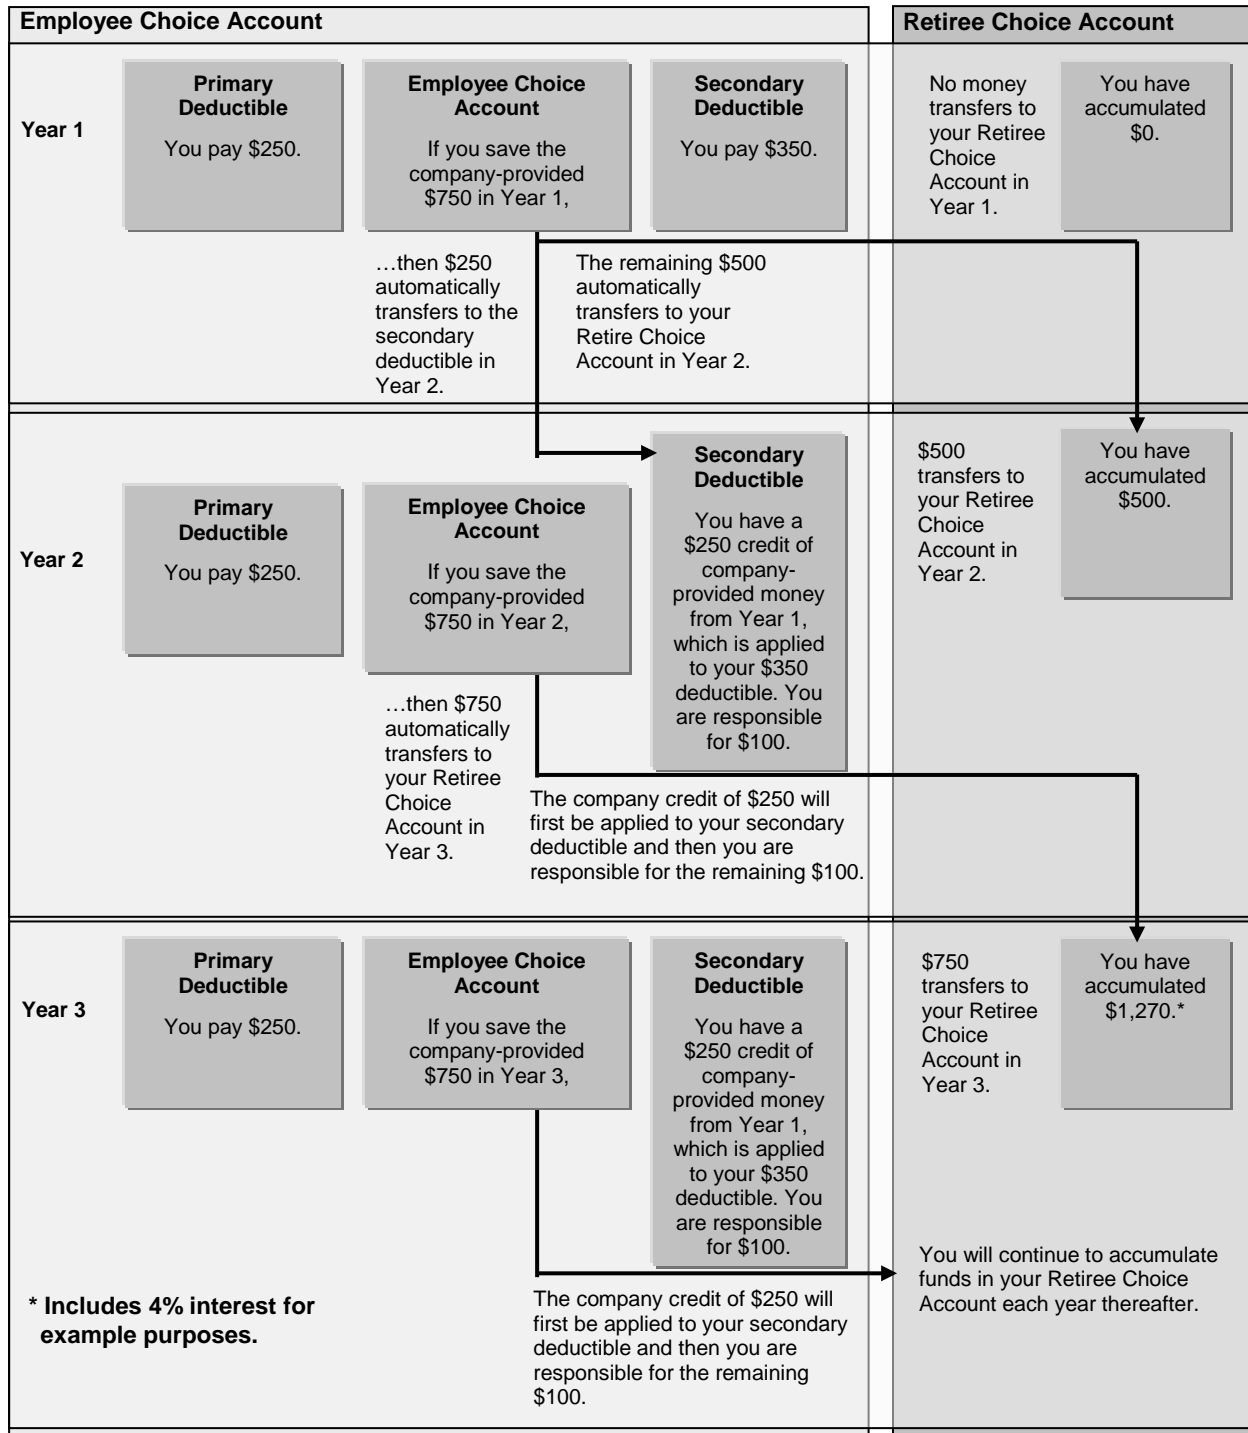 Employee Choice Account
Retiree Choice Account
Year 1
Primary
Deductible
You pay $250.
Employee Choice
Account
If you save the
company-provided
$750 in Year 1,
Secondary
Deductible
You pay $350.
No money
transfers to
your Retiree
Choice
Account in
Year 1.
You have
accumulated
$0.
…then $250
automatically
transfers to the
secondary
deductible in
Year 2.
The remaining $500
automatically
transfers to your
Retire Choice
Account in Year 2.
Year 2
Primary
Deductible
You pay $250.
Employee Choice
Account
If you save the
company-provided
$750 in Year 2,
Secondary
Deductible
You have a
$250 credit of
company-
provided money
from Year 1,
which is applied
to your $350
deductible. You
are responsible
for $100.
$500
transfers to
your Retiree
Choice
Account in
Year 2.
You have
accumulated
$500.
…then $750
automatically
transfers to
your Retiree
Choice
Account in
Year 3.
The company credit of $250 will
first be applied to your secondary
deductible and then you are
responsible for the remaining $100.
Year 3
Primary
Deductible
You pay $250.
Employee Choice
Account
If you save the
company-provided
$750 in Year 3,
Secondary
Deductible
You have a
$250 credit of
company-
provided money
from Year 1,
which is applied
to your $350
deductible. You
are responsible
for $100.
$750
transfers to
your Retiree
Choice
Account in
Year 3.
You have
accumulated
$1,270.*
You will continue to accumulate
funds in your Retiree Choice
Account each year thereafter.
* Includes 4% interest for
example purposes.
The company credit of $250 will
first be applied to your secondary
deductible and then you are
responsible for the remaining
$100.